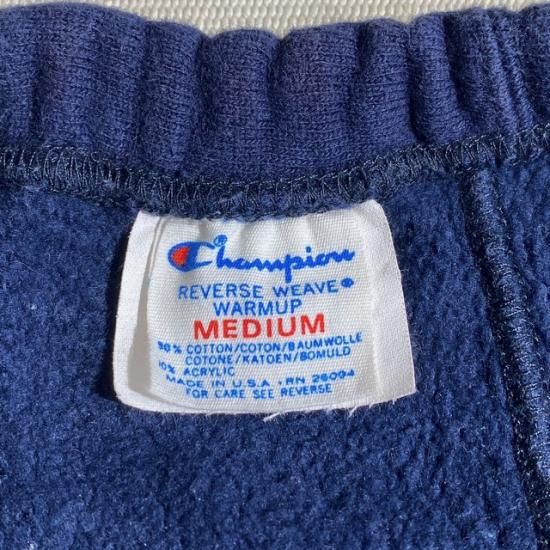 Champion
REVERSE WEAVE®
WARMUP
MEDIUM
90% COTTON/COTON/BAUMWOLLE
COTONE/KATOEN/BOMULD
10% ACRYLIC
MADE IN U.S.A. RN 26094
FOR CARE SEE REVERSE